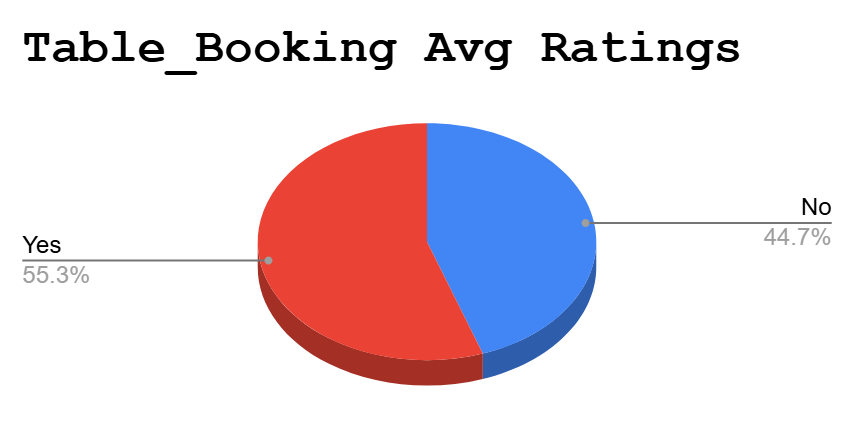 Table_Booking Avg Ratings
No
44.7%
Yes
55.3%